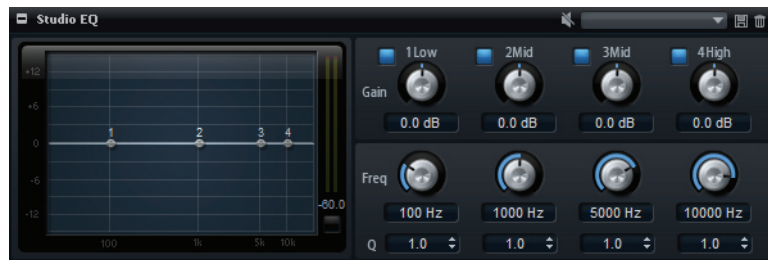 Studio EQ
+12
+6
0
-6
-12
1 2 3 4
100 1k 5k 10k
-60.0
1Low 2Mid 3Mid 4High
Gain
0.0 dB 0.0 dB 0.0 dB 0.0 dB
Freq
100 Hz 1000 Hz 5000 Hz 10000 Hz
Q 1.0 1.0 1.0 1.0